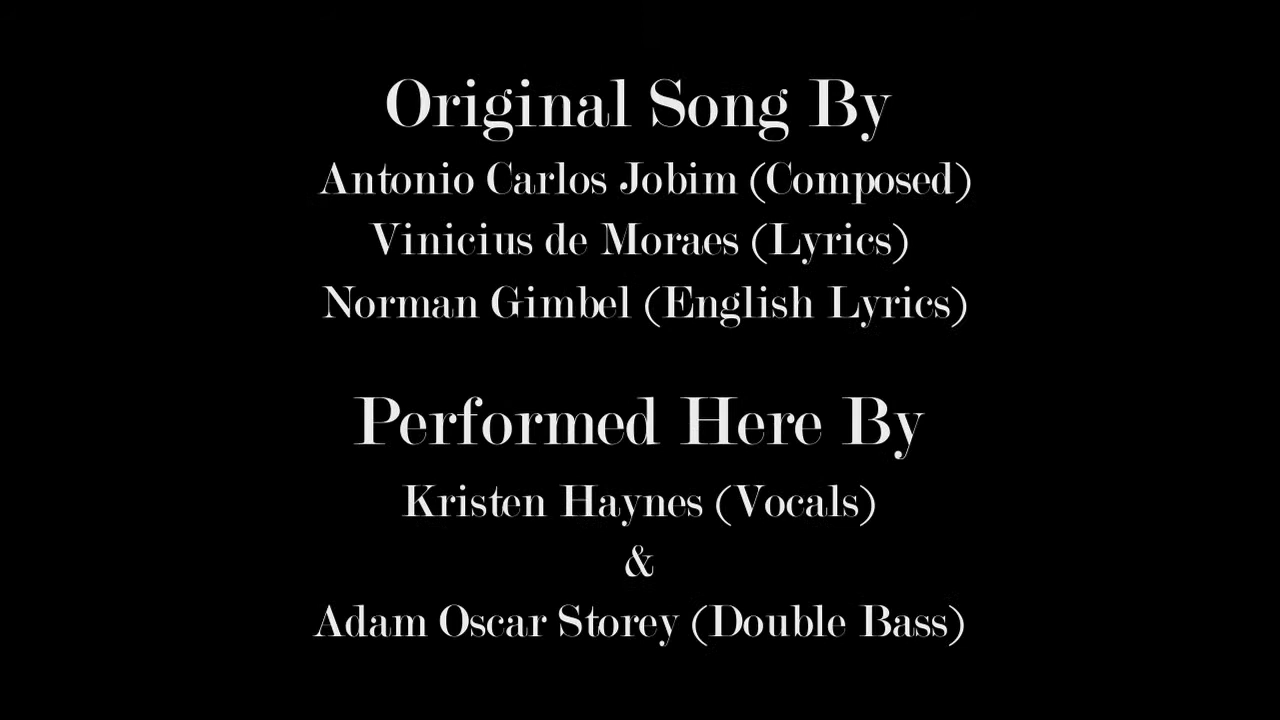 Original Song By
Antonio Carlos Jobim (Composed)
Vinicius de Moraes (Lyrics)
Norman Gimbel (English Lyrics)
Performed Here By
Kristen Haynes (Vocals)
&
Adam Oscar Storey (Double Bass)